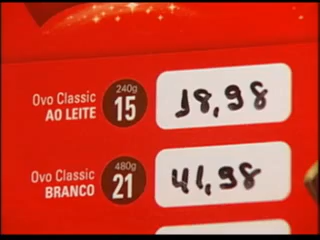 Ovo Classic
AO LEITE
240g
15
18,98
Ovo Classic
BRANCO
480g
21
41,98